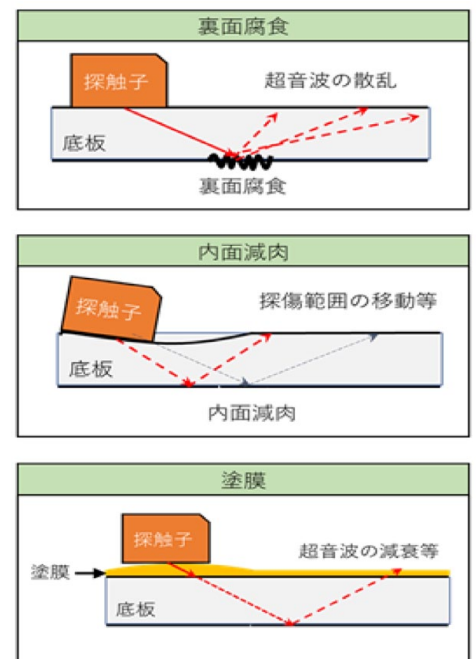 裏面腐食
探触子
超音波の散乱
底板
裏面腐食
内面減肉
探触子
探傷範囲の移動等
底板
内面減肉
塗膜
探触子
超音波の減衰等
塗膜
底板